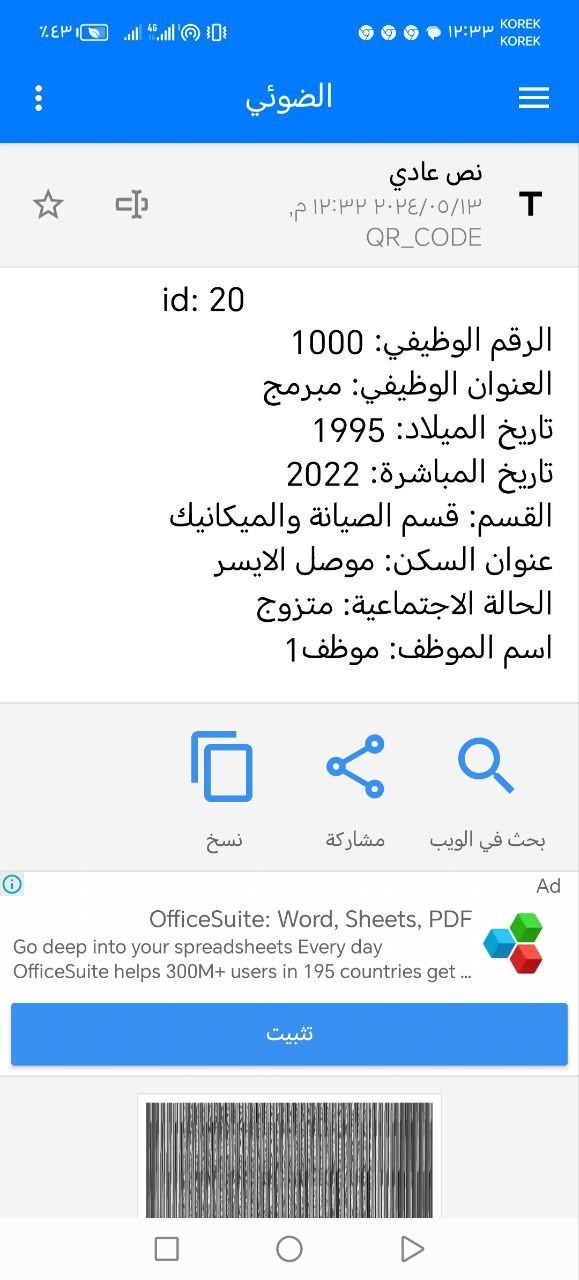 ٪٤٣ 4G ١٢:٣٣ KOREK
KOREK
الضوئي
نص عادي
٢٠٢٤/٠٥/١٣ ١٢:٣٢ م,
QR_CODE
T
id: 20
الرقم الوظيفي: 1000
العنوان الوظيفي: مبرمج
تاريخ الميلاد: 1995
تاريخ المباشرة: 2022
القسم: قسم الصيانة والميكانيك
عنوان السكن: موصل الايسر
الحالة الاجتماعية: متزوج
اسم الموظف: موظف1
بحث في الويب
مشاركة
نسخ
Ad
OfficeSuite: Word, Sheets, PDF
Go deep into your spreadsheets Every day
OfficeSuite helps 300M+ users in 195 countries get ...
تثبيت